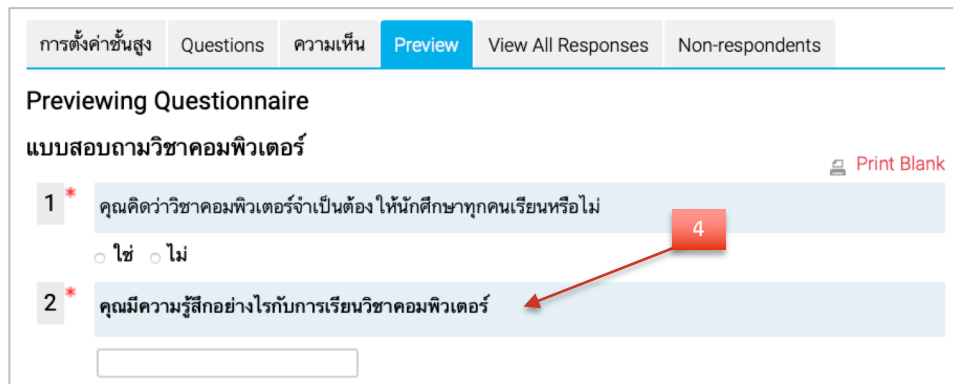 การตั้งค่าชั้นสูง Questions ความเห็น Preview View All Responses Non-respondents
Previewing Questionnaire
แบบสอบถามวิชาคอมพิวเตอร์
Print Blank
1 * คุณคิดว่าวิชาคอมพิวเตอร์จำเป็นต้อง ให้นักศึกษาทุกคนเรียนหรือไม่
4
ใช่ ไม่
2 * คุณมีความรู้สึกอย่างไรกับการเรียนวิชาคอมพิวเตอร์